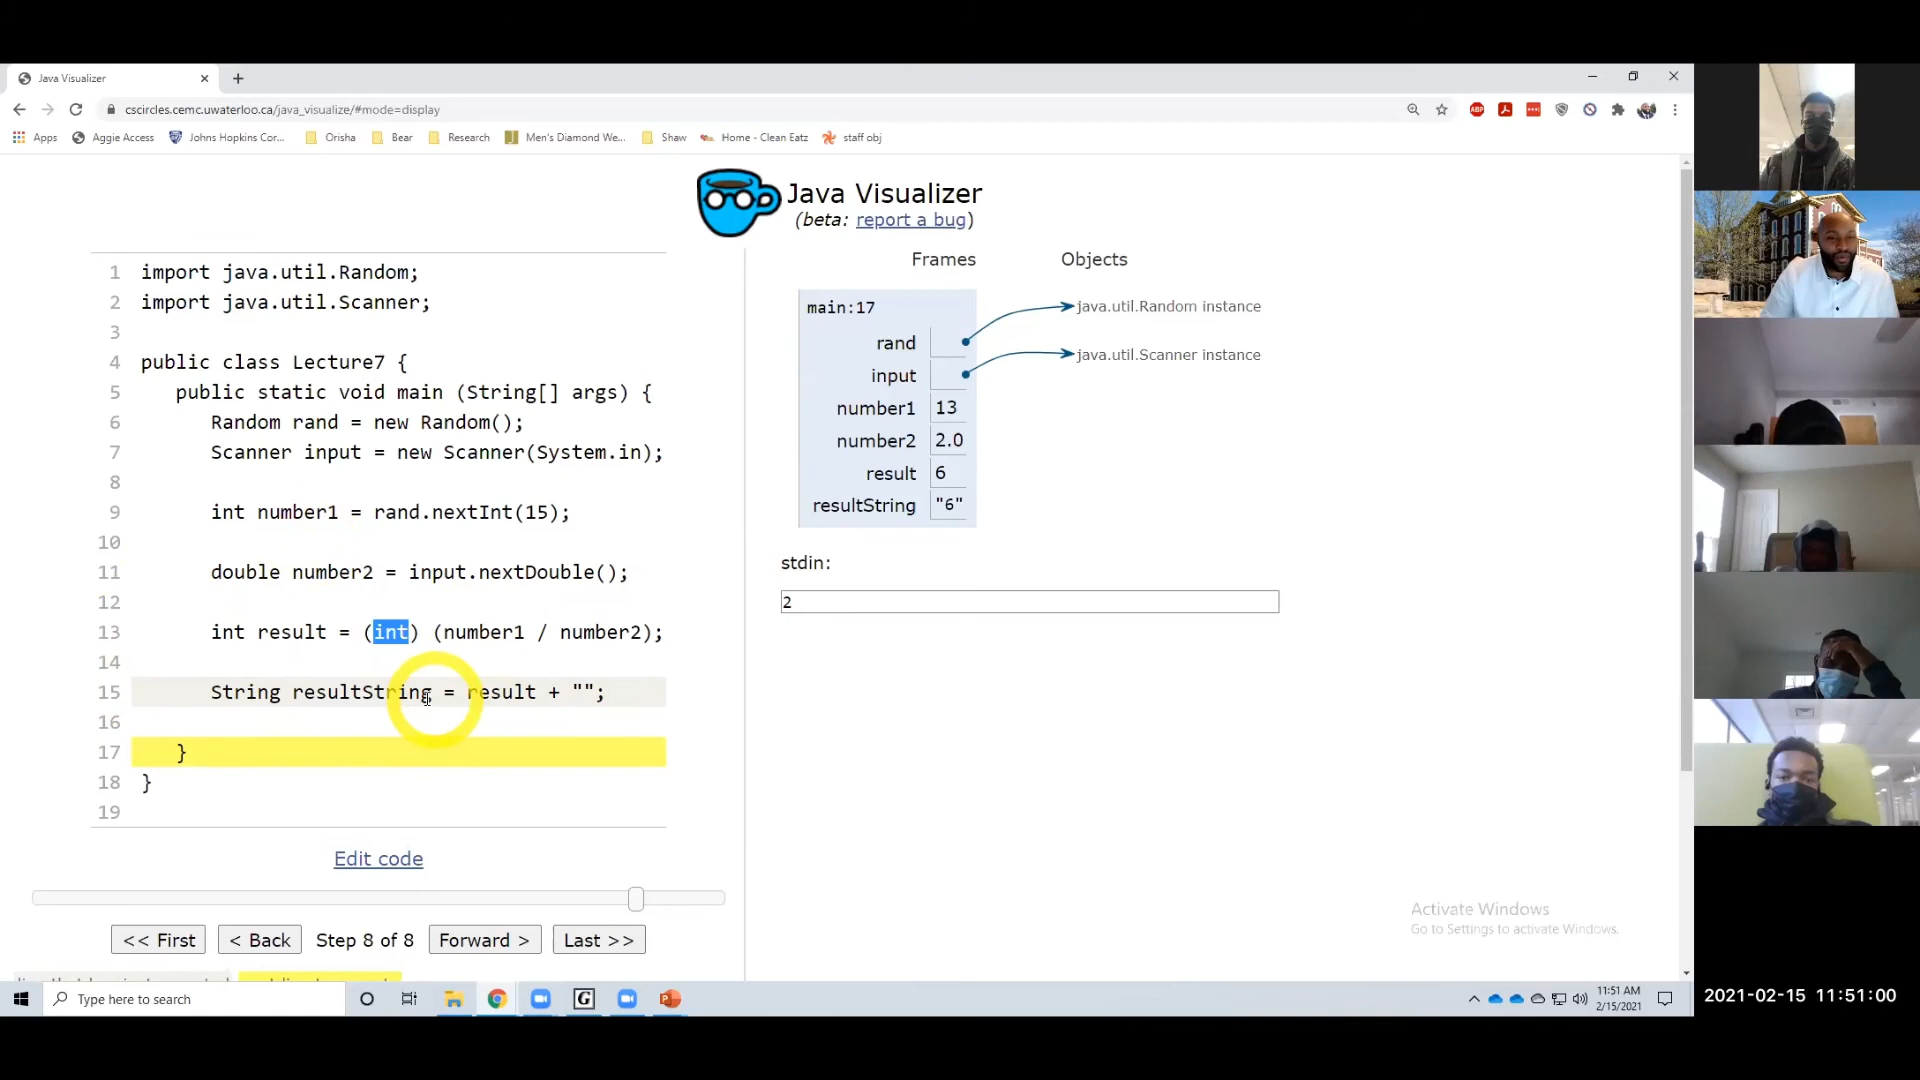 Java Visualizer
cscircles.cemc.uwaterloo.ca/java_visualize/#mode=display
ABP
Apps
Aggie Access
Johns Hopkins Cor...
Orisha
Bear
Research
Men's Diamond We...
Shaw
Home - Clean Eatz
staff obj
Java Visualizer
(beta: report a bug)
1 import java.util.Random;
2 import java.util.Scanner;
3
4 public class Lecture7 {
5 public static void main (String[] args) {
6 Random rand = new Random();
7 Scanner input = new Scanner(System.in);
8
9 int number1 = rand.nextInt(15);
10
11 double number2 = input.nextDouble();
12
13 int result = (int) (number1 / number2);
14
15 String resultString = result + "";
16
17 }
18 }
19
Edit code
<< First
< Back
Step 8 of 8
Forward >
Last >>
Frames
Objects
main:17
rand
java.util.Random instance
input
java.util.Scanner instance
number1 13
number2 2.0
result 6
resultString "6"
stdin:
2
Activate Windows
Go to Settings to activate Windows.
Type here to search
G
11:51 AM
2/15/2021
2021-02-15 11:51:00